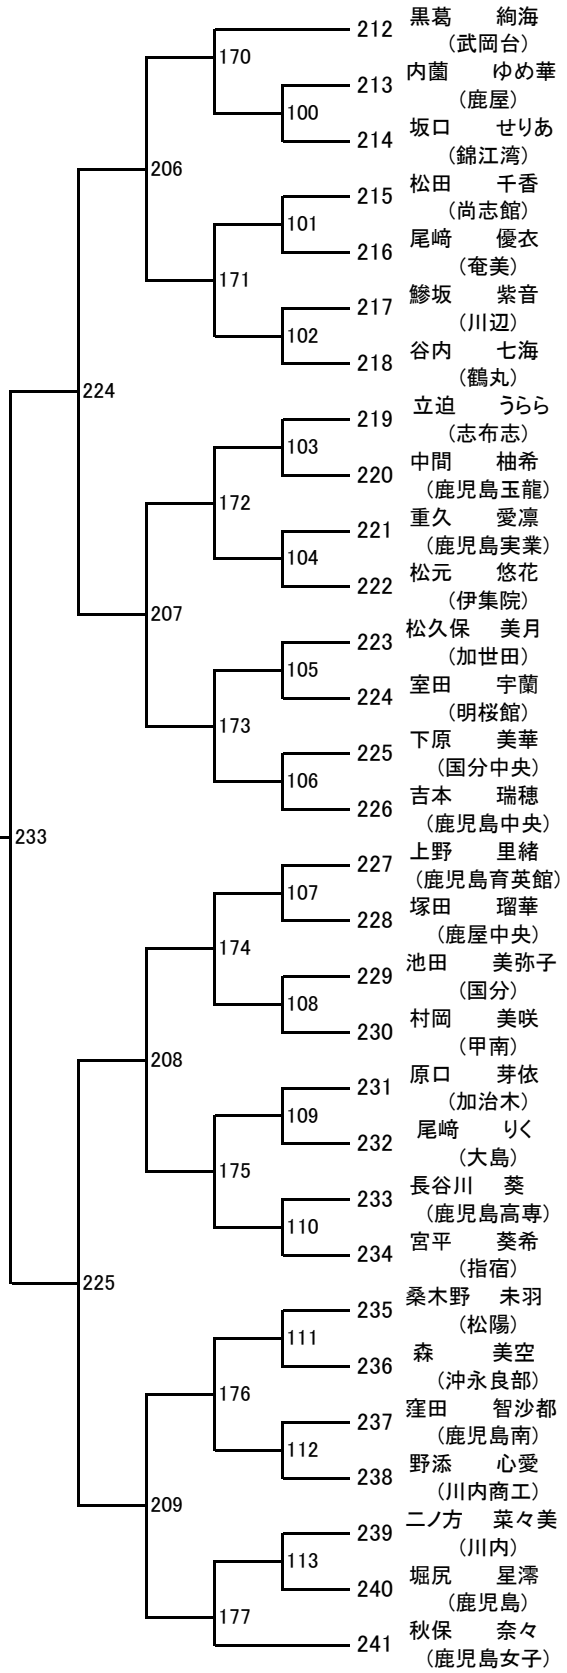 212 黒葛 絢海
（武岡台）
170
213 内薗 ゆめ華
（鹿屋）
100
214 坂口 せりあ
（錦江湾）
206
215 松田 千香
（尚志館）
101
216 尾﨑 優衣
（奄美）
171
217 鰺坂 紫音
（川辺）
102
218 谷内 七海
（鶴丸）
224
219 立迫 うらら
（志布志）
103
220 中間 柚希
（鹿児島玉龍）
172
221 重久 愛凛
（鹿児島実業）
104
222 松元 悠花
（伊集院）
207
223 松久保 美月
（加世田）
105
224 室田 宇蘭
（明桜館）
173
225 下原 美華
（国分中央）
106
226 吉本 瑞穂
（鹿児島中央）
233
227 上野 里緒
（鹿児島育英館）
107
228 塚田 瑠華
（鹿屋中央）
174
229 池田 美弥子
（国分）
108
230 村岡 美咲
（甲南）
208
231 原口 芽依
（加治木）
109
232 尾﨑 りく
（大島）
175
233 長谷川 葵
（鹿児島高専）
110
234 宮平 葵希
（指宿）
225
235 桑木野 未羽
（松陽）
111
236 森 美空
（沖永良部）
176
237 窪田 智沙都
（鹿児島南）
112
238 野添 心愛
（川内商工）
209
239 二ノ方 菜々美
（川内）
113
240 堀尻 星澪
（鹿児島）
177
241 秋保 奈々
（鹿児島女子）